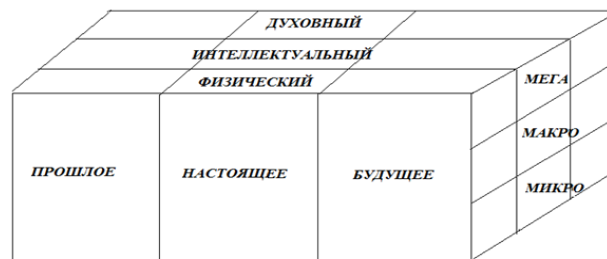 ДУХОВНЫЙ
ИНТЕЛЛЕКТУАЛЬНЫЙ
ФИЗИЧЕСКИЙ
МЕГА
МАКРО
ПРОШЛОЕ НАСТОЯЩЕЕ БУДУЩЕЕ
МИКРО